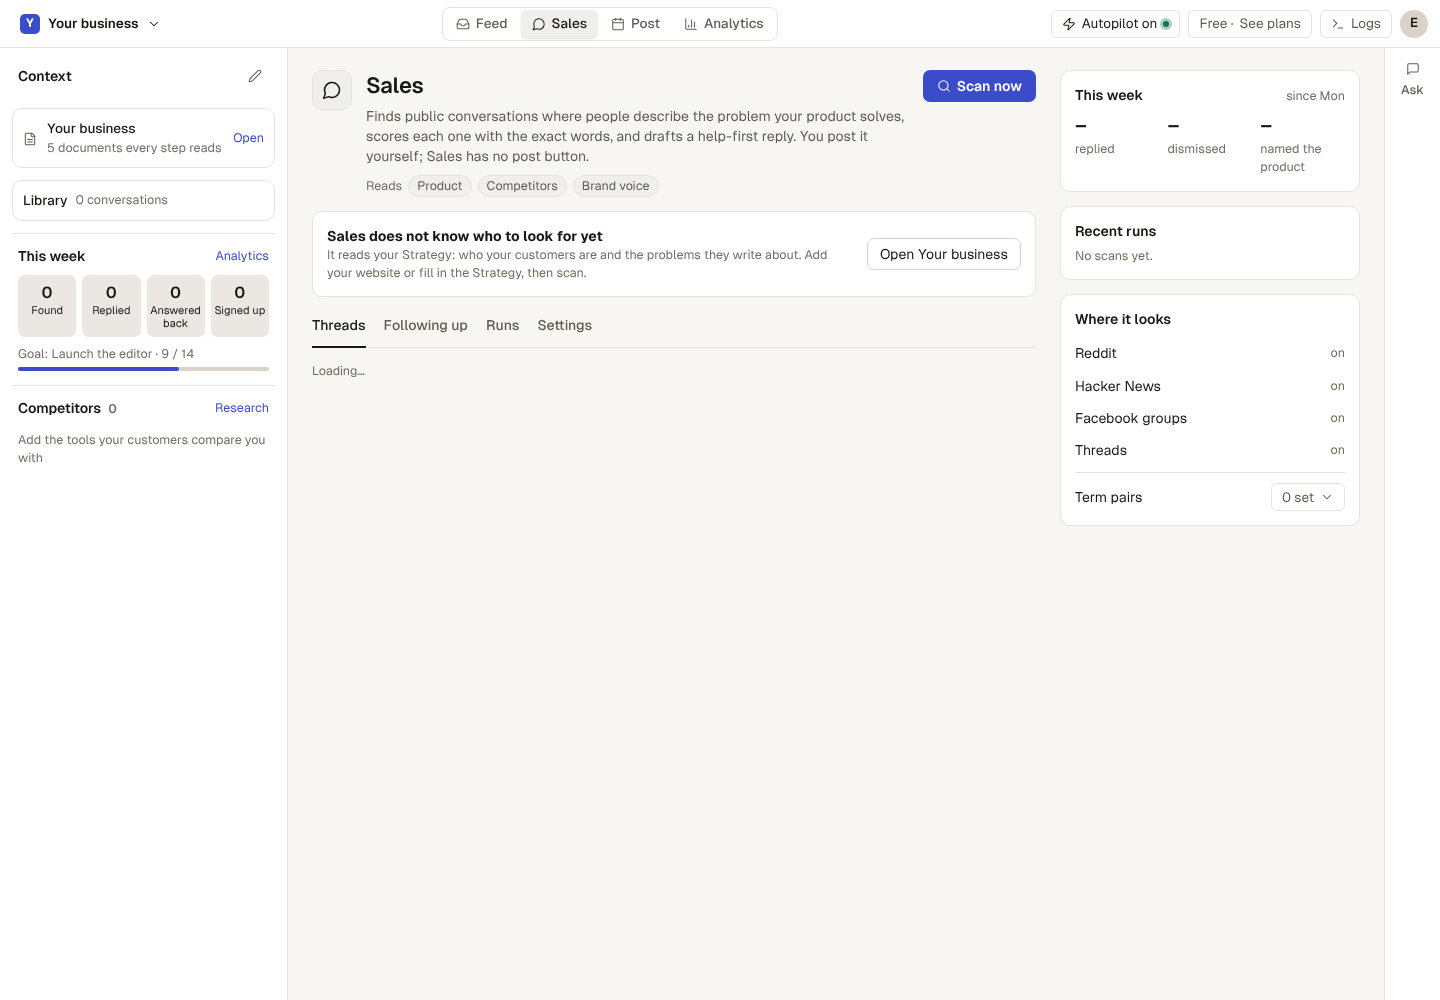 Y Your business
Feed
Sales
Post
Analytics
Autopilot on
Free · See plans
Logs
E
Context
Your business
5 documents every step reads
Open
Library 0 conversations
This week
Analytics
0
Found
0
Replied
0
Answered
back
0
Signed up
Goal: Launch the editor · 9 / 14
Competitors 0
Research
Add the tools your customers compare you
with
Sales
Scan now
Finds public conversations where people describe the problem your product solves,
scores each one with the exact words, and drafts a help-first reply. You post it
yourself; Sales has no post button.
Reads Product Competitors Brand voice
Sales does not know who to look for yet
It reads your Strategy: who your customers are and the problems they write about. Add
your website or fill in the Strategy, then scan.
Open Your business
Threads Following up Runs Settings
Loading…
This week
since Mon
–
replied
–
dismissed
–
named the
product
Recent runs
No scans yet.
Where it looks
Reddit on
Hacker News on
Facebook groups on
Threads on
Term pairs 0 set
Ask